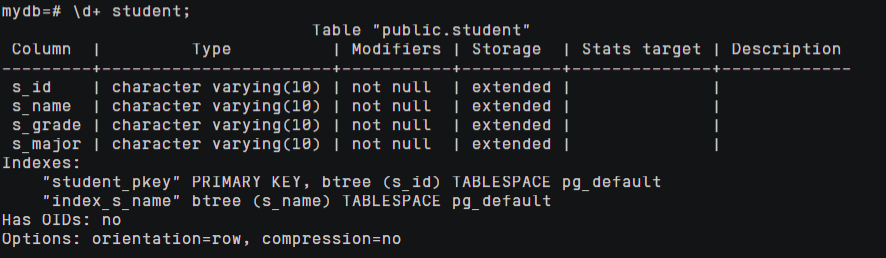 mydb=# \d+ student;
                               Table "public.student"
 Column  |         Type          | Modifiers | Storage  | Stats target | Description
---------+-----------------------+-----------+----------+--------------+-------------
 s_id    | character varying(10) | not null  | extended |              |
 s_name  | character varying(10) | not null  | extended |              |
 s_grade | character varying(10) | not null  | extended |              |
 s_major | character varying(10) | not null  | extended |              |
Indexes:
    "student_pkey" PRIMARY KEY, btree (s_id) TABLESPACE pg_default
    "index_s_name" btree (s_name) TABLESPACE pg_default
Has OIDs: no
Options: orientation=row, compression=no